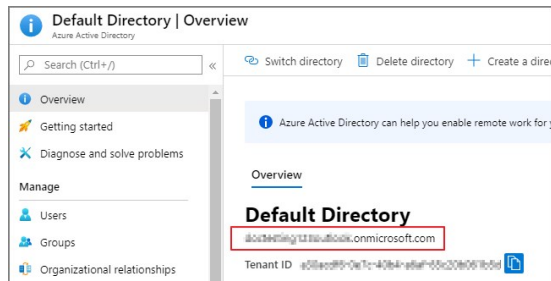 Default Directory | Overview
Azure Active Directory
Search (Ctrl+/)
«
Switch directory
Delete directory
Create a dire
Overview
Getting started
Diagnose and solve problems
Manage
Users
Groups
Organizational relationships
Azure Active Directory can help you enable remote work for
Overview
Default Directory
.onmicrosoft.com
Tenant ID